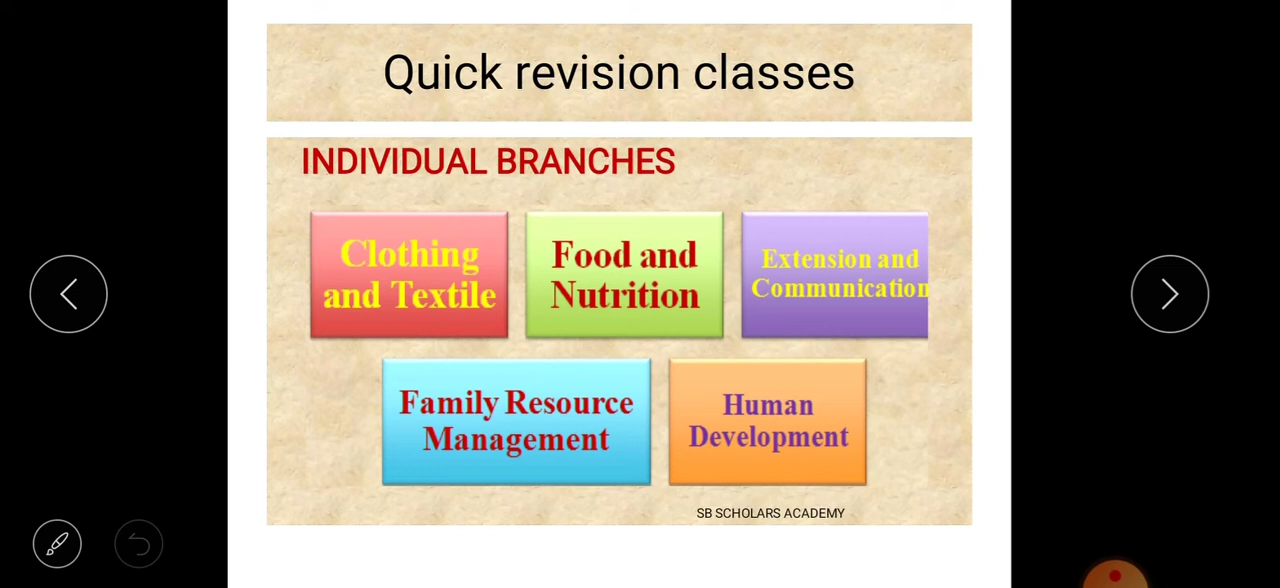 Quick revision classes
INDIVIDUAL BRANCHES
Clothing
and Textile
Food and
Nutrition
Extension and
Communication
Family Resource
Management
Human
Development
SB SCHOLARS ACADEMY